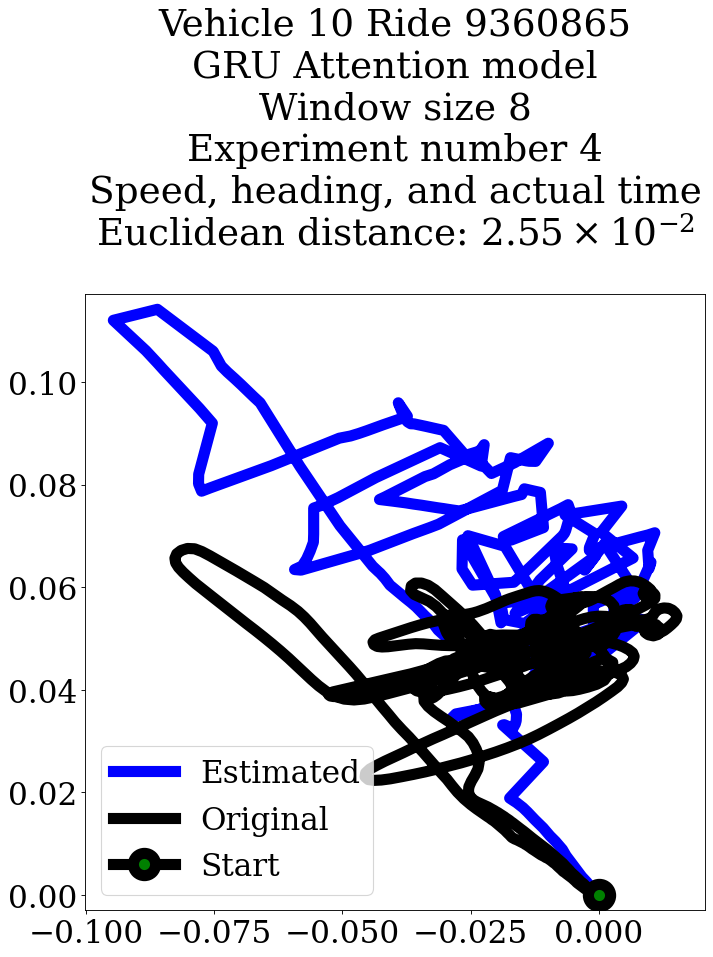 Vehicle 10 Ride 9360865
GRU Attention model
Window size 8
Experiment number 4
Speed, heading, and actual time
Euclidean distance: 2.55 × 10⁻²
0.10
0.08
0.06
0.04
0.02
0.00
Estimated
Original
Start
−0.100 −0.075 −0.050 −0.025 0.000